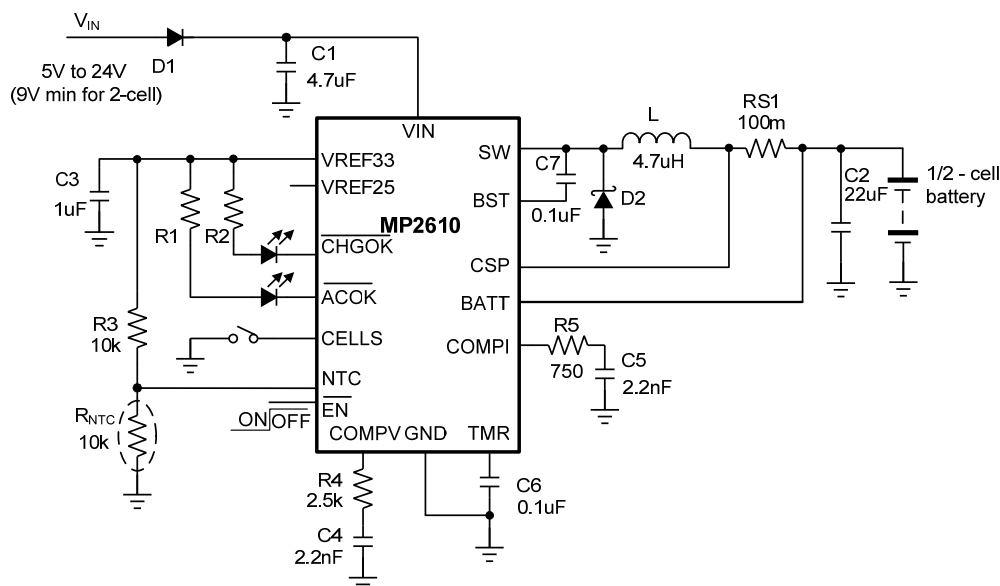 VIN
D1
C1
4.7uF
5V to 24V
(9V min for 2-cell)
VIN
VREF33
VREF25
MP2610
CHGOK
ACOK
CELLS
NTC
EN
COMPV
GND
TMR
SW
BST
CSP
BATT
COMPI
C3
1uF
R1
R2
R3
10k
RNTC
10k
ON
OFF
R4
2.5k
C4
2.2nF
C6
0.1uF
C7
0.1uF
D2
L
4.7uH
RS1
100m
C2
22uF
1/2 - cell
battery
R5
750
C5
2.2nF